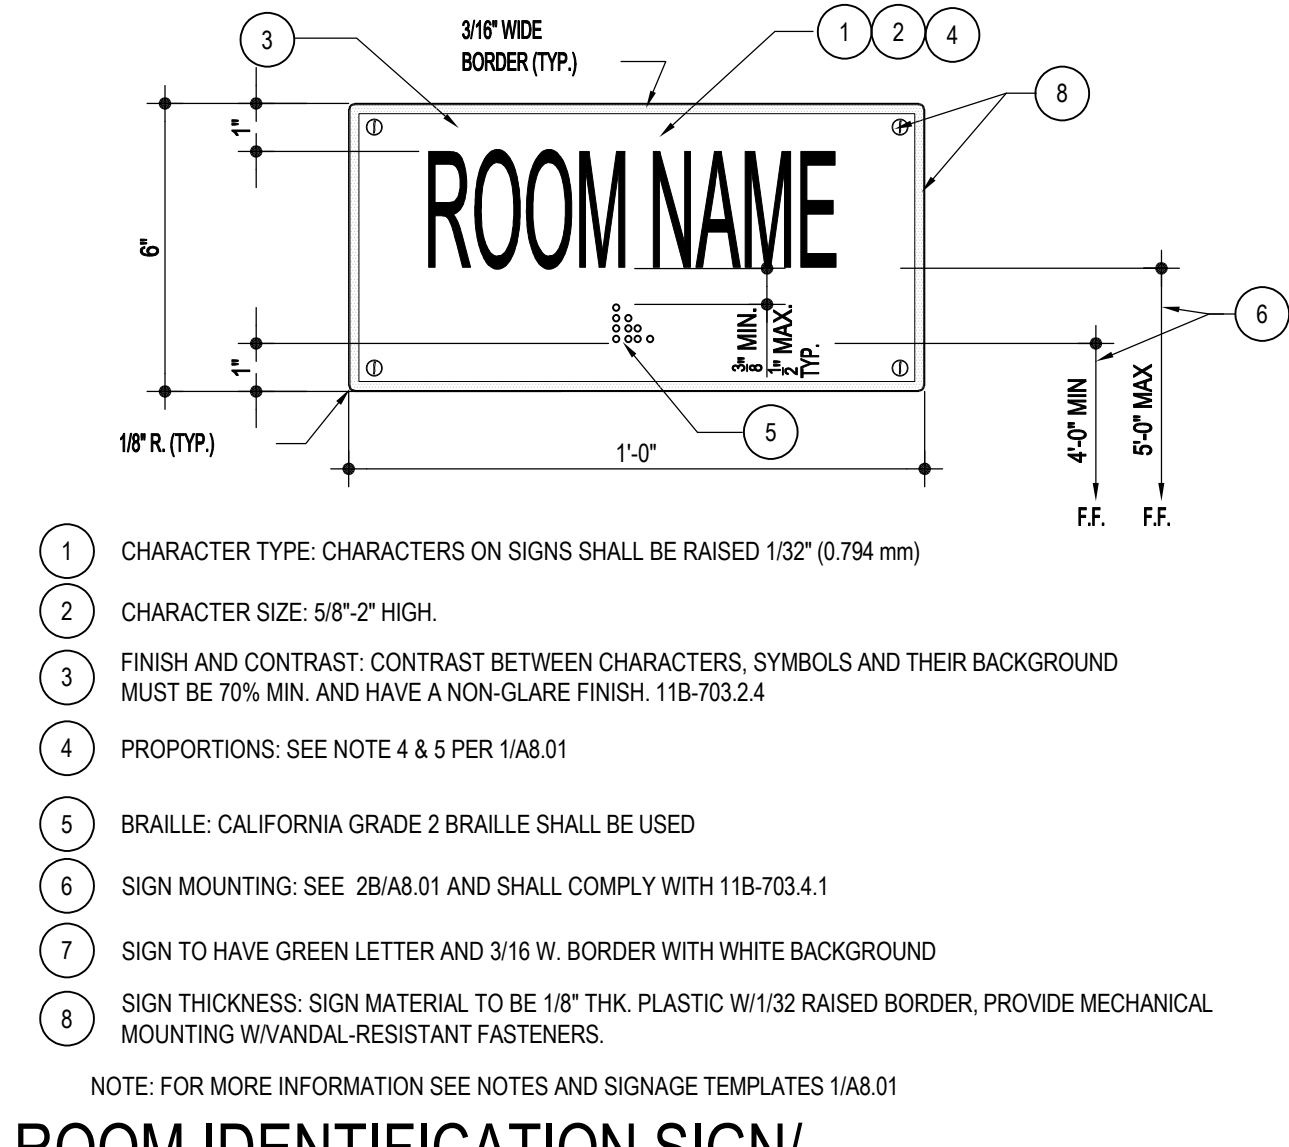 3/16" WIDE
BORDER (TYP.)
3
1
2
4
8
1"
ROOM NAME
6"
6
3/8" MIN.
1/2" MAX.
TYP.
1"
4'-0" MIN
5'-0" MAX
5
1/8" R. (TYP.)
1'-0"
F.F.
F.F.
1 CHARACTER TYPE: CHARACTERS ON SIGNS SHALL BE RAISED 1/32" (0.794 mm)
2 CHARACTER SIZE: 5/8"-2" HIGH.
3 FINISH AND CONTRAST: CONTRAST BETWEEN CHARACTERS, SYMBOLS AND THEIR BACKGROUND
MUST BE 70% MIN. AND HAVE A NON-GLARE FINISH. 11B-703.2.4
4 PROPORTIONS: SEE NOTE 4 & 5 PER 1/A8.01
5 BRAILLE: CALIFORNIA GRADE 2 BRAILLE SHALL BE USED
6 SIGN MOUNTING: SEE 2B/A8.01 AND SHALL COMPLY WITH 11B-703.4.1
7 SIGN TO HAVE GREEN LETTER AND 3/16 W. BORDER WITH WHITE BACKGROUND
8 SIGN THICKNESS: SIGN MATERIAL TO BE 1/8" THK. PLASTIC W/1/32 RAISED BORDER, PROVIDE MECHANICAL
MOUNTING W/VANDAL-RESISTANT FASTENERS.
NOTE: FOR MORE INFORMATION SEE NOTES AND SIGNAGE TEMPLATES 1/A8.01
ROOM IDENTIFICATION SIGN/